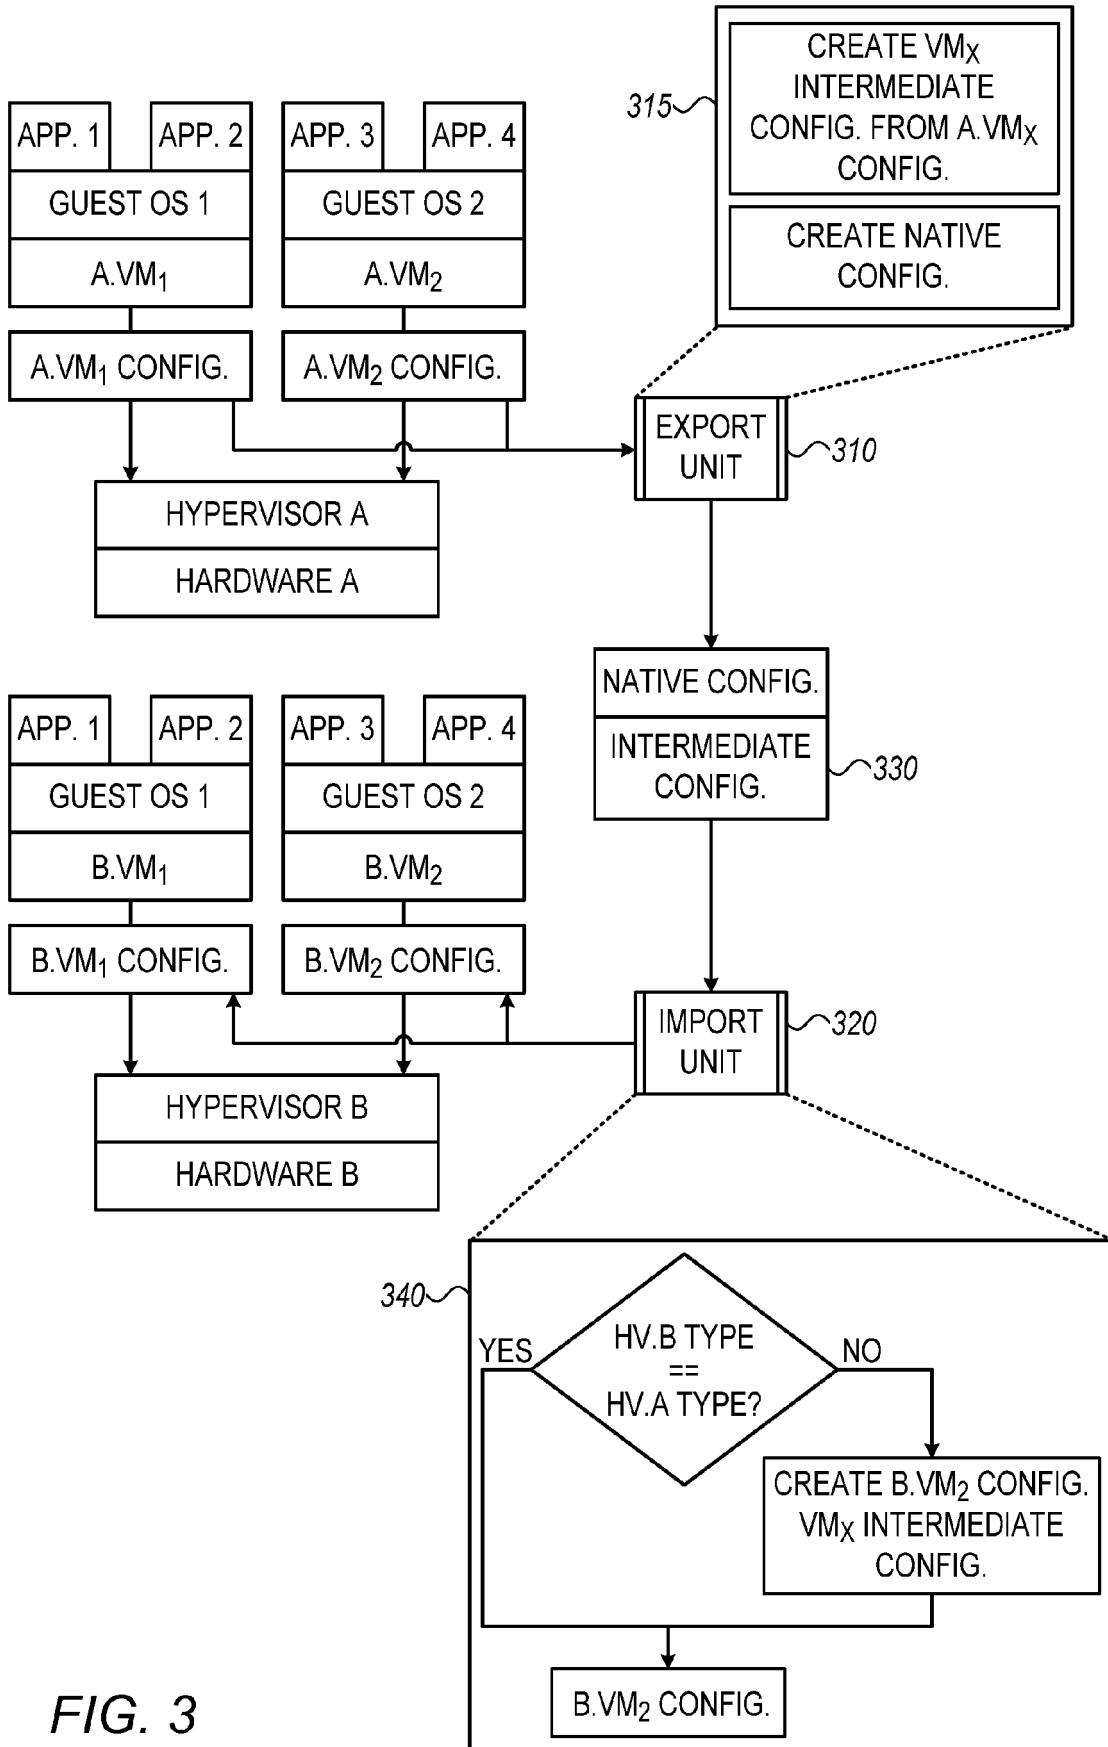 CREATE VMX
INTERMEDIATE
CONFIG. FROM A.VMX
CONFIG.
315
CREATE NATIVE
CONFIG.
APP. 1 APP. 2 APP. 3 APP. 4
GUEST OS 1 GUEST OS 2
A.VM1 A.VM2
A.VM1 CONFIG. A.VM2 CONFIG.
EXPORT
UNIT
310
HYPERVISOR A
HARDWARE A
NATIVE CONFIG.
INTERMEDIATE
CONFIG.
330
APP. 1 APP. 2 APP. 3 APP. 4
GUEST OS 1 GUEST OS 2
B.VM1 B.VM2
B.VM1 CONFIG. B.VM2 CONFIG.
IMPORT
UNIT
320
HYPERVISOR B
HARDWARE B
340
HV.B TYPE
==
HV.A TYPE?
YES NO
CREATE B.VM2 CONFIG.
VMX INTERMEDIATE
CONFIG.
B.VM2 CONFIG.
FIG. 3